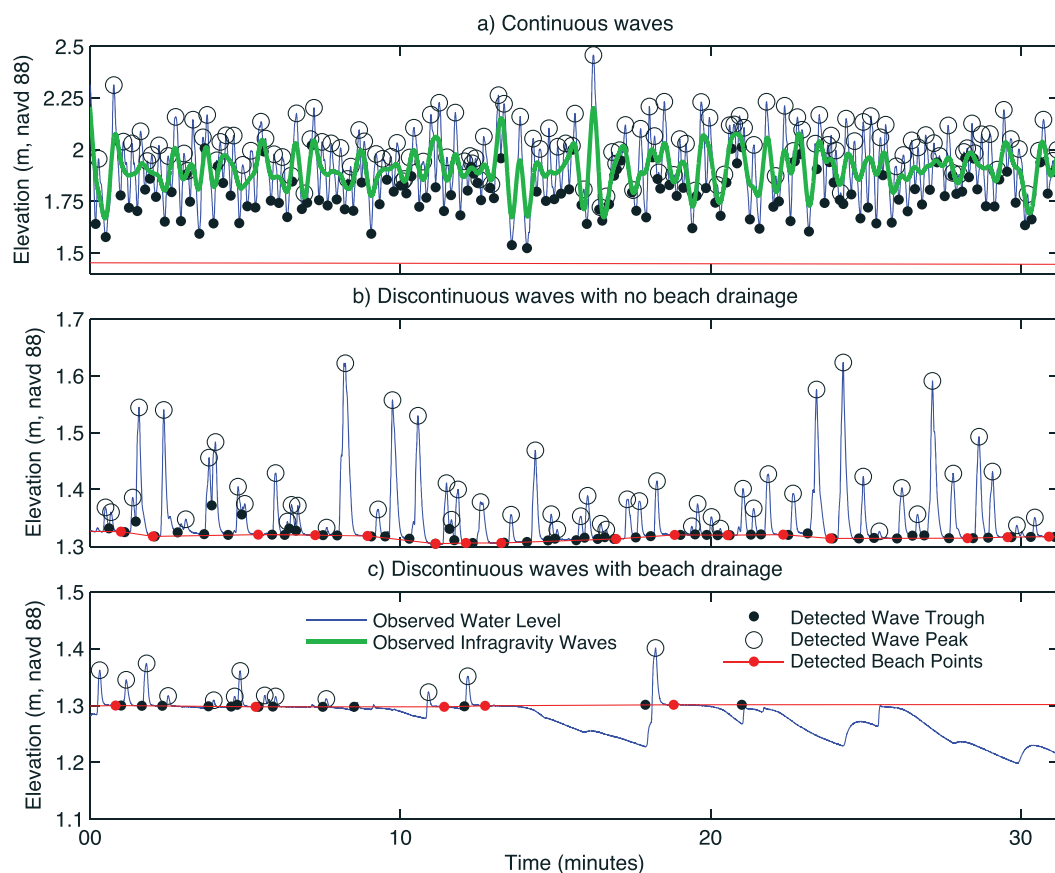 a) Continuous waves
2.5
2.25
2
1.75
1.5
Elevation (m, navd 88)
b) Discontinuous waves with no beach drainage
1.7
1.6
1.5
1.4
1.3
Elevation (m, navd 88)
c) Discontinuous waves with beach drainage
1.5
1.4
1.3
1.2
1.1
Elevation (m, navd 88)
Observed Water Level
Observed Infragravity Waves
Detected Wave Trough
Detected Wave Peak
Detected Beach Points
00 10 20 30
Time (minutes)